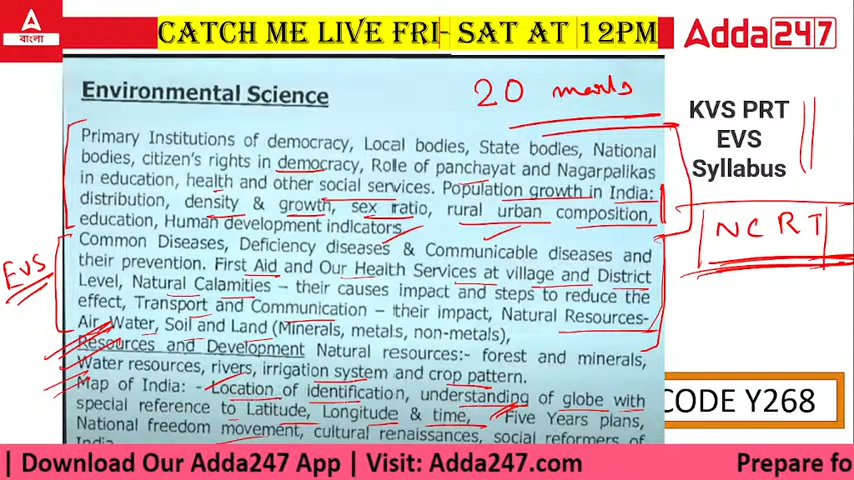 A
বাংলা
CATCH ME LIVE FRI- SAT AT 12PM
Adda247
Environmental Science
20 marks
KVS PRT
EVS
Syllabus
NCRT
EVS
Primary Institutions of democracy, Local bodies, State bodies, National
bodies, citizen's rights in democracy, Role of panchayat and Nagarpalikas
in education, health and other social services. Population growth in India:
distribution, density & growth, sex ratio, rural urban composition,
education, Human development indicators.
Common Diseases, Deficiency diseases & Communicable diseases and
their prevention. First Aid and Our Health Services at village and District
Level, Natural Calamities - their causes impact and steps to reduce the
effect, Transport and Communication - their impact, Natural Resources-
Air, Water, Soil and Land (Minerals, metals, non-metals),
Resources and Development Natural resources:- forest and minerals,
Water resources, rivers, irrigation system and crop pattern.
Map of India: - Location of identification, understanding of globe with
special reference to Latitude, Longitude & time, Five Years plans,
National freedom movement, cultural renaissances, social reformers of
India
CODE Y268
| Download Our Adda247 App | Visit: Adda247.com
Prepare fo